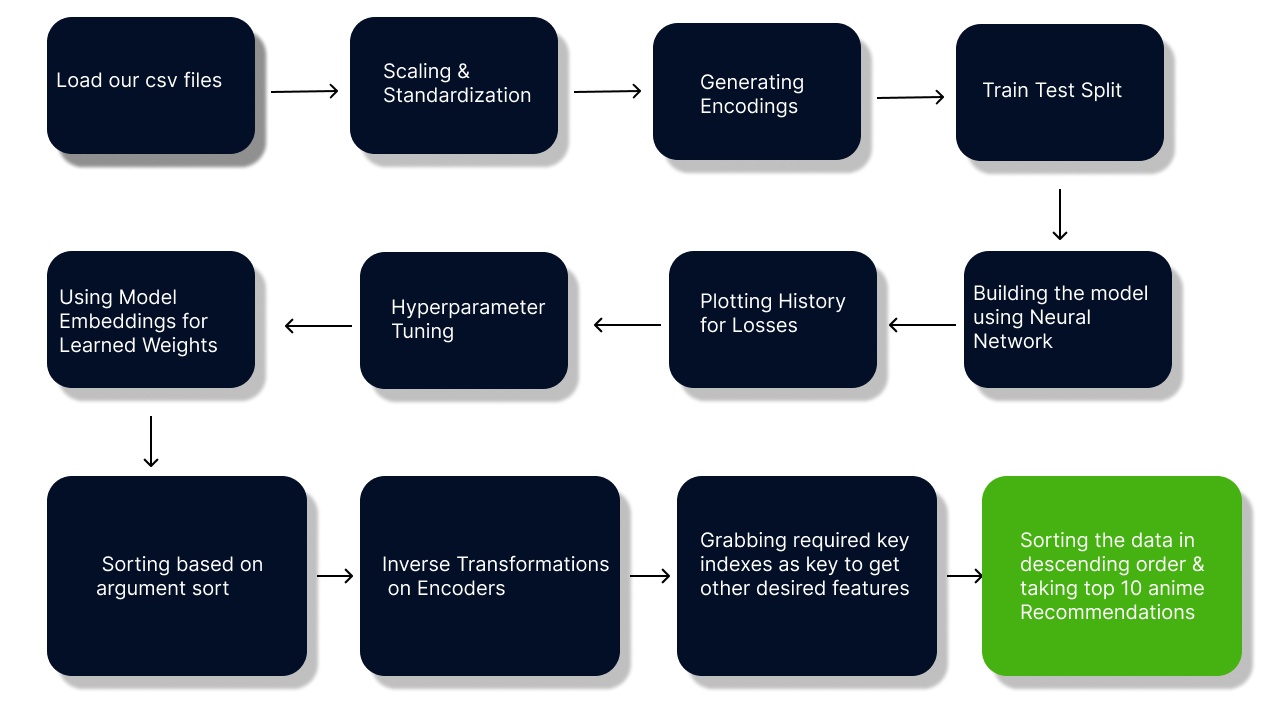 Load our csv files
Scaling &
Standardization
Generating
Encodings
Train Test Split
Building the model
using Neural
Network
Plotting History
for Losses
Hyperparameter
Tuning
Using Model
Embeddings for
Learned Weights
Sorting based on
argument sort
Inverse Transformations
on Encoders
Grabbing required key
indexes as key to get
other desired features
Sorting the data in
descending order &
taking top 10 anime
Recommendations